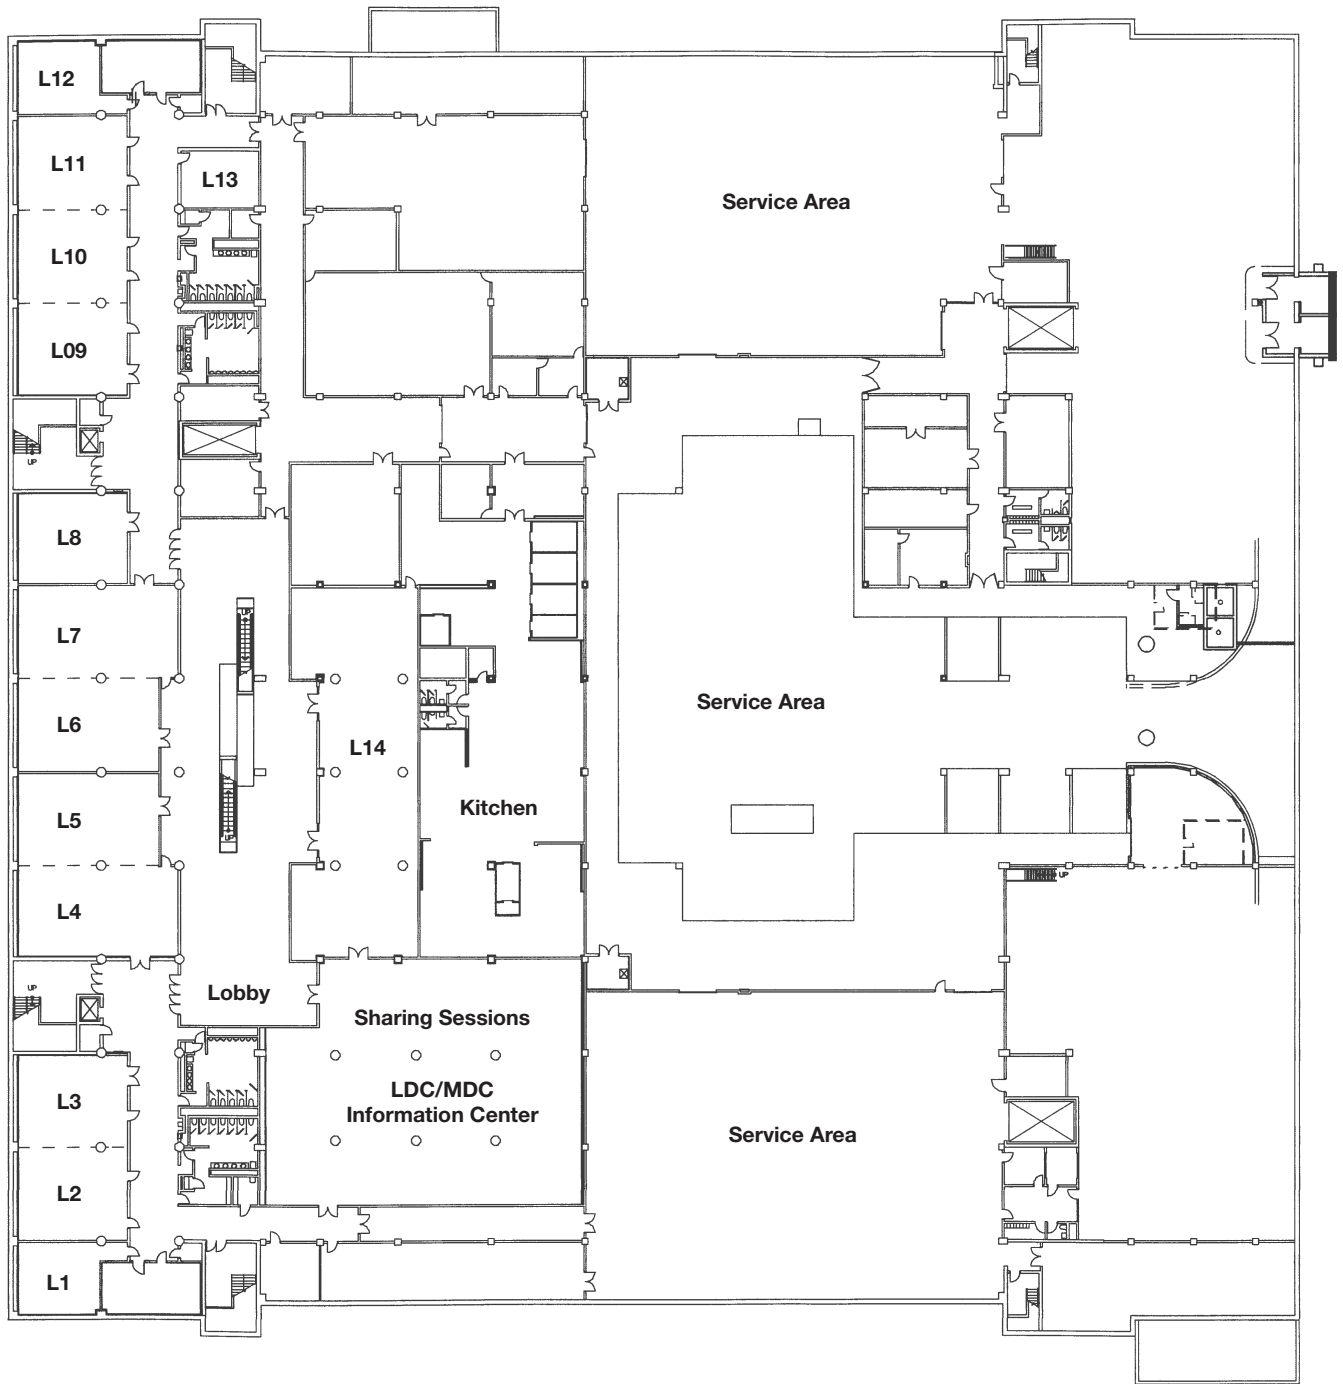 L12
L11
L13
Service Area
L10
L09
UP
L8
UP
L7
L6
Service Area
L14
L5
Kitchen
UP
UP
L4
UP
Lobby
Sharing Sessions
LDC/MDC
Information Center
L3
Service Area
L2
L1